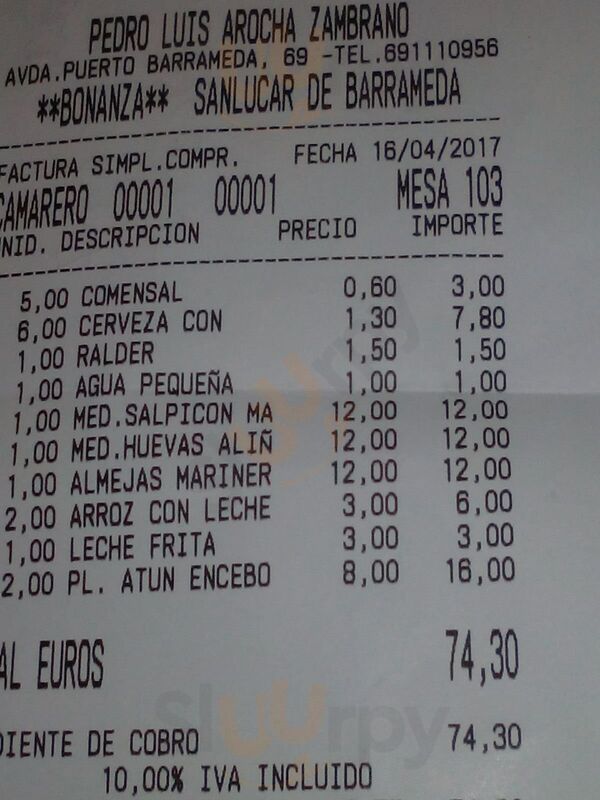 PEDRO LUIS AROCHA ZAMBRANO
AVDA.PUERTO BARRAMEDA, 69 -TEL.691110956
**BONANZA** SANLUCAR DE BARRAMEDA
FACTURA SIMPL.COMPR. FECHA 16/04/2017
CAMARERO 00001 00001 MESA 103
NID. DESCRIPCION PRECIO IMPORTE
5,00 COMENSAL 0,60 3,00
6,00 CERVEZA CON 1,30 7,80
1,00 RALDER 1,50 1,50
1,00 AGUA PEQUEÑA 1,00 1,00
1,00 MED.SALPICON MA 12,00 12,00
1,00 MED.HUEVAS ALIÑ 12,00 12,00
1,00 ALMEJAS MARINER 12,00 12,00
2,00 ARROZ CON LECHE 3,00 6,00
1,00 LECHE FRITA 3,00 3,00
2,00 PL. ATUN ENCEBO 8,00 16,00
AL EUROS 74,30
DIENTE DE COBRO 74,30
10,00% IVA INCLUIDO
Sluurpy